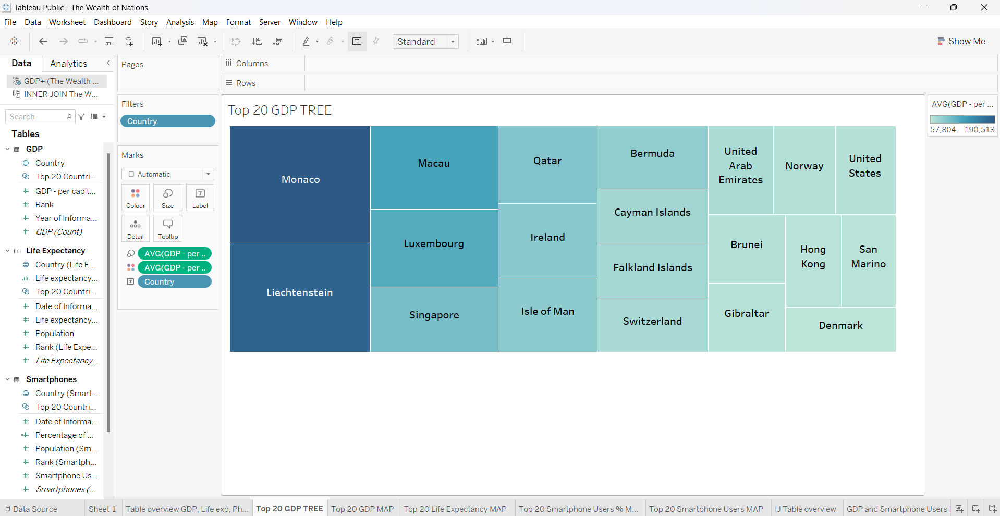 Tableau Public - The Wealth of Nations
File Data Worksheet Dashboard Story Analysis Map Format Server Window Help
Standard
Show Me
Data Analytics
GDP+ (The Wealth ...
INNER JOIN The W...
Search
Tables
GDP
Country
Top 20 Countri...
GDP - per capit...
Rank
Year of Informa...
GDP (Count)
Life Expectancy
Country (Life E...
Life expectancy...
Top 20 Countri...
Date of Informa...
Life expectancy...
Population
Rank (Life Expe...
Life Expectancy...
Smartphones
Country (Smart...
Top 20 Countri...
Date of Informa...
Percentage of ...
Population (Sm...
Rank (Smartph...
Smartphone Us...
Smartphones (...
Pages
Filters
Country
Marks
Automatic
Colour Size Label
Detail Tooltip
AVG(GDP - per ..
AVG(GDP - per ..
Country
Columns
Rows
Top 20 GDP TREE
Monaco
Liechtenstein
Macau
Luxembourg
Singapore
Qatar
Ireland
Isle of Man
Bermuda
Cayman Islands
Falkland Islands
Switzerland
United
Arab
Emirates
Norway
United
States
Brunei
Gibraltar
Hong
Kong
San
Marino
Denmark
AVG(GDP - per ...
57,804 190,513
Data Source Sheet 1 Table overview GDP, Life exp, Ph... Top 20 GDP TREE Top 20 GDP MAP Top 20 Life Expectancy MAP Top 20 Smartphone Users % M... Top 20 Smartphone Users MAP IJ Table overview GDP and Smartphone Users